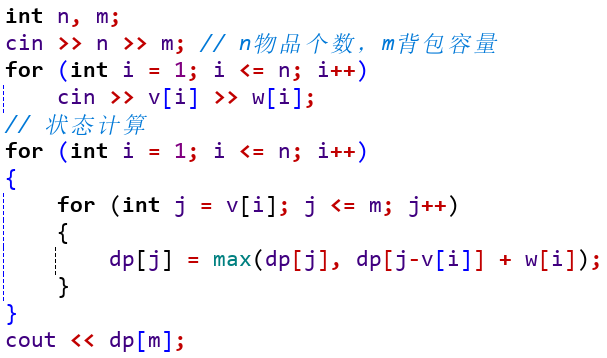 int n, m;
cin >> n >> m; // n物品个数，m背包容量
for (int i = 1; i <= n; i++)
    cin >> v[i] >> w[i];
// 状态计算
for (int i = 1; i <= n; i++)
{
    for (int j = v[i]; j <= m; j++)
    {
        dp[j] = max(dp[j], dp[j-v[i]] + w[i]);
    }
}
cout << dp[m];